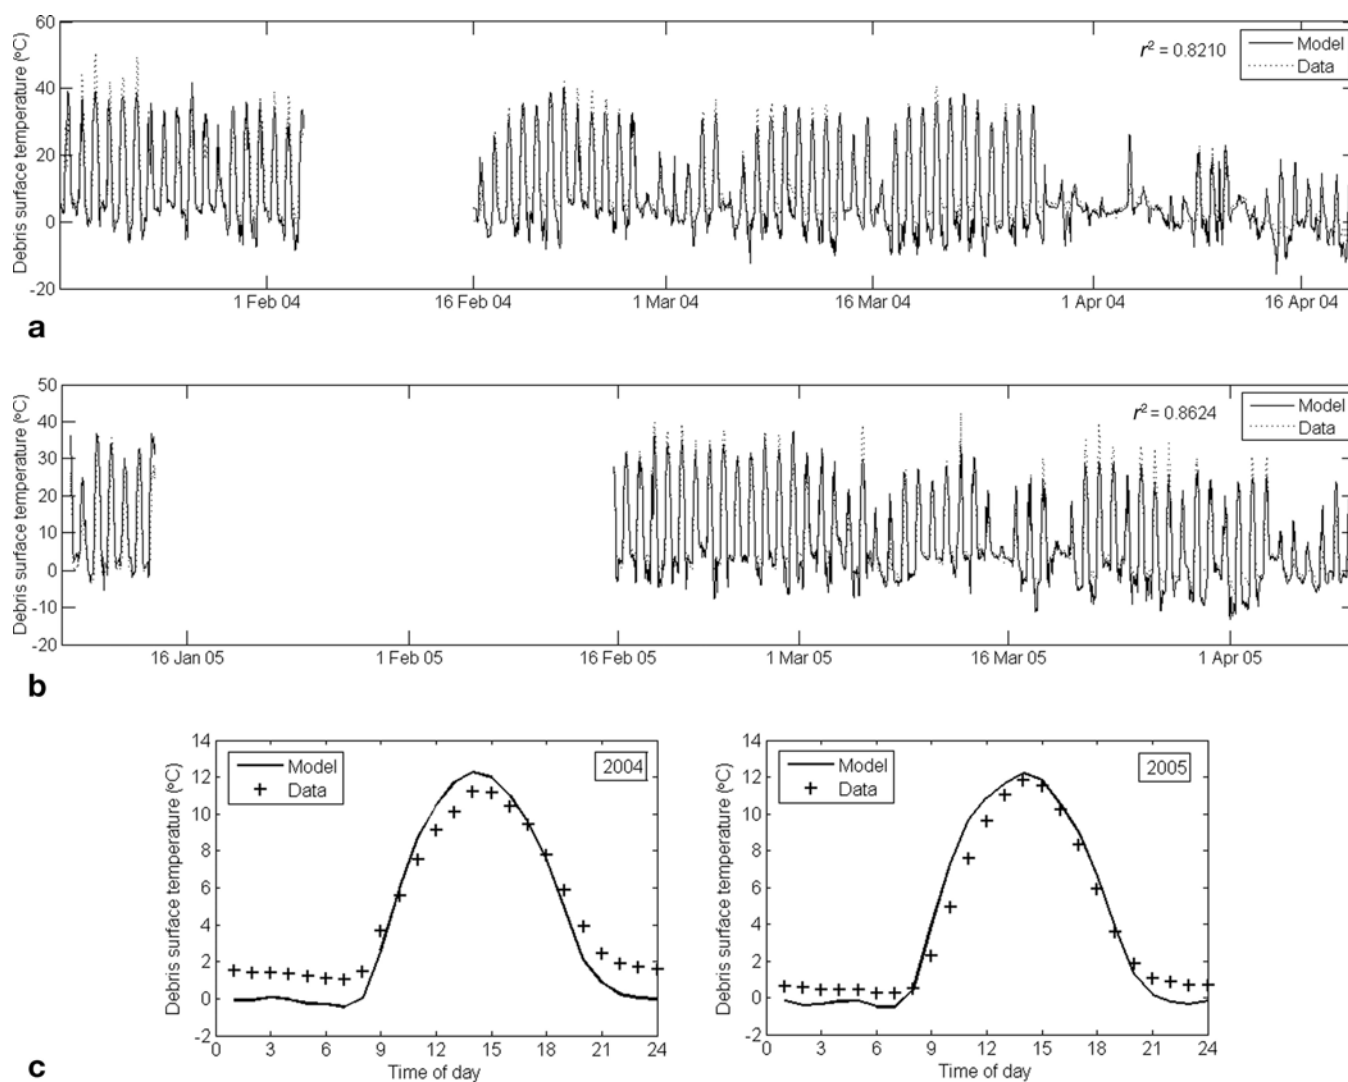 60
40
20
0
-20
Debris surface temperature (ºC)
r² = 0.8210
Model
Data
1 Feb 04
16 Feb 04
1 Mar 04
16 Mar 04
1 Apr 04
16 Apr 04
a
50
40
30
20
10
0
-10
-20
Debris surface temperature (ºC)
r² = 0.8624
Model
Data
16 Jan 05
1 Feb 05
16 Feb 05
1 Mar 05
16 Mar 05
1 Apr 05
b
14
12
10
8
6
4
2
0
-2
Debris surface temperature (ºC)
Model
Data
2004
0 3 6 9 12 15 18 21 24
Time of day
14
12
10
8
6
4
2
0
-2
Debris surface temperature (ºC)
Model
Data
2005
0 3 6 9 12 15 18 21 24
Time of day
c